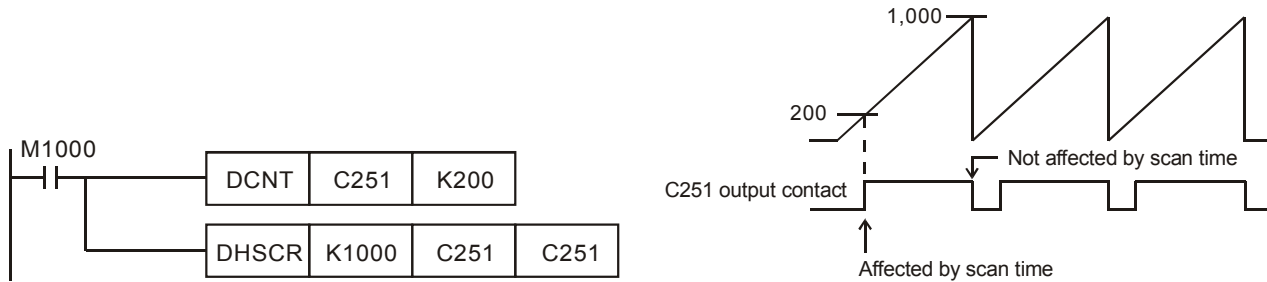 M1000
DCNT C251 K200
DHSCR K1000 C251 C251
1,000
200
Not affected by scan time
C251 output contact
Affected by scan time